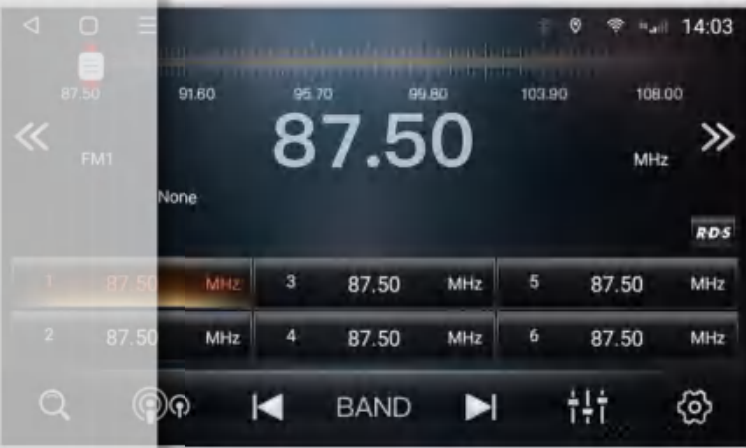 14:03
87.50 91.60 95.70 99.80 103.90 108.00
FM1 87.50 MHz
None
RDS
1 87.50 MHz 3 87.50 MHz 5 87.50 MHz
2 87.50 MHz 4 87.50 MHz 6 87.50 MHz
BAND